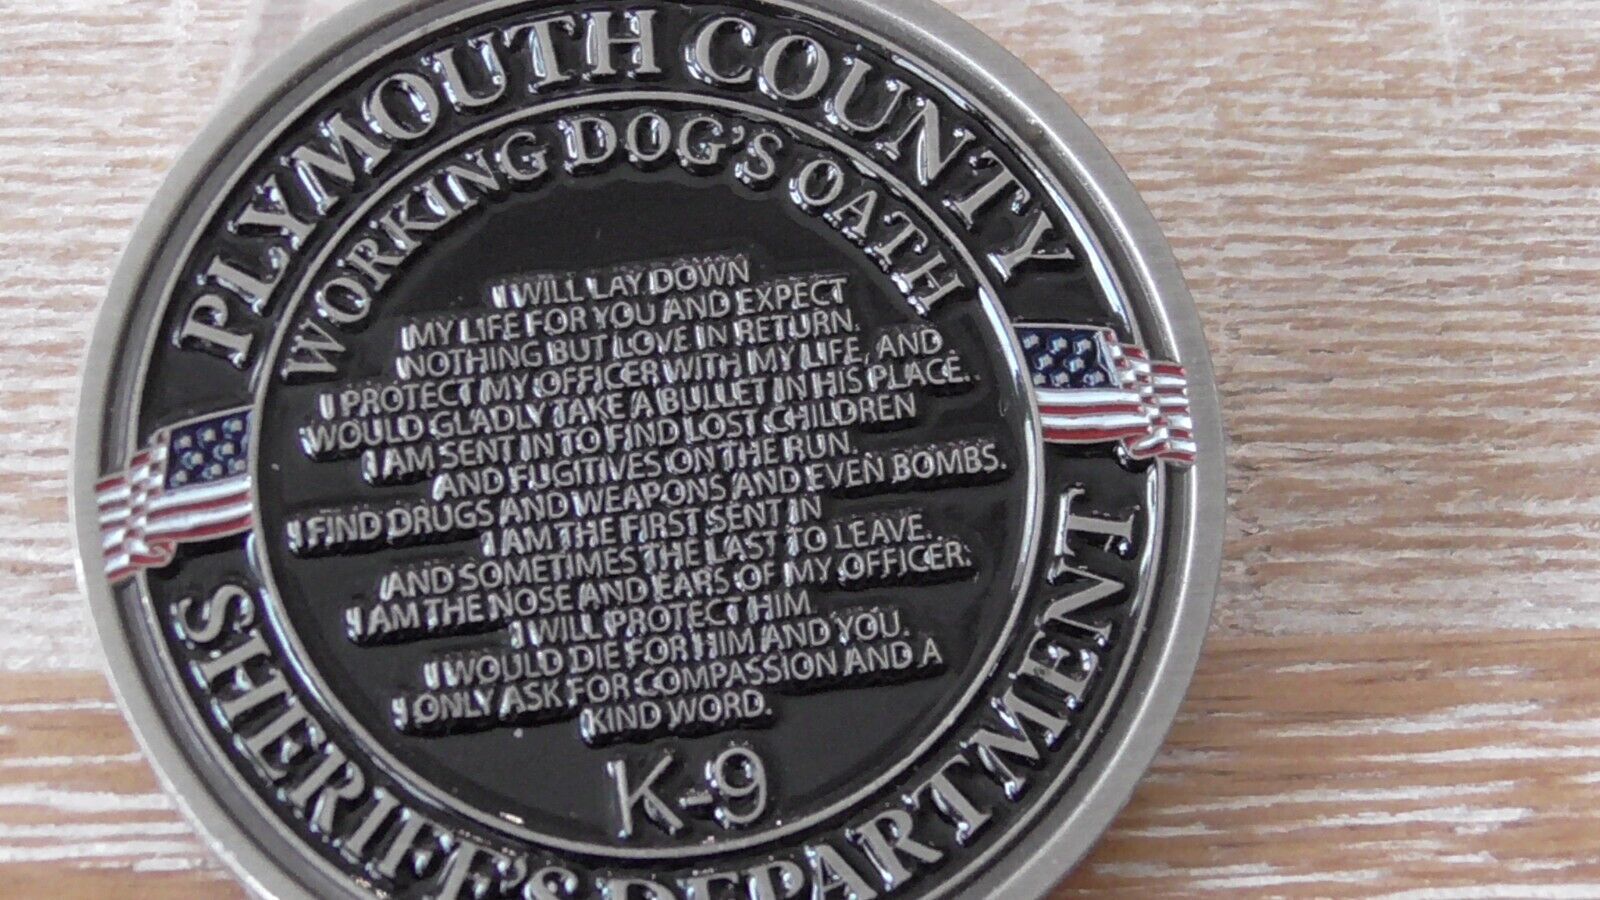 PLYMOUTH COUNTY
WORKING DOG'S OATH
I WILL LAY DOWN
MY LIFE FOR YOU AND EXPECT
NOTHING BUT LOVE IN RETURN.
I PROTECT MY OFFICER WITH MY LIFE, AND
WOULD GLADLY TAKE A BULLET IN HIS PLACE.
I AM SENT IN TO FIND LOST CHILDREN
AND FUGITIVES ON THE RUN.
I FIND DRUGS AND WEAPONS AND EVEN BOMBS.
I AM THE FIRST SENT IN
AND SOMETIMES THE LAST TO LEAVE.
I AM THE NOSE AND EARS OF MY OFFICER.
I WILL PROTECT HIM.
I WOULD DIE FOR HIM AND YOU.
I ONLY ASK FOR COMPASSION AND A
KIND WORD.
K-9
SHERIFF'S DEPARTMENT